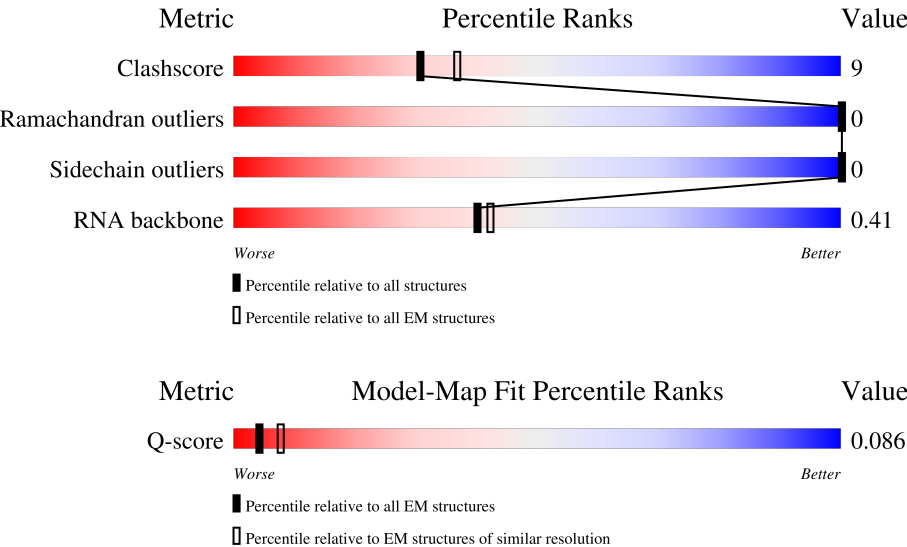 Metric Percentile Ranks Value
Clashscore 9
Ramachandran outliers 0
Sidechain outliers 0
RNA backbone 0.41
Worse Better
Percentile relative to all structures
Percentile relative to all EM structures
Metric Model-Map Fit Percentile Ranks Value
Q-score 0.086
Worse Better
Percentile relative to all EM structures
Percentile relative to EM structures of similar resolution